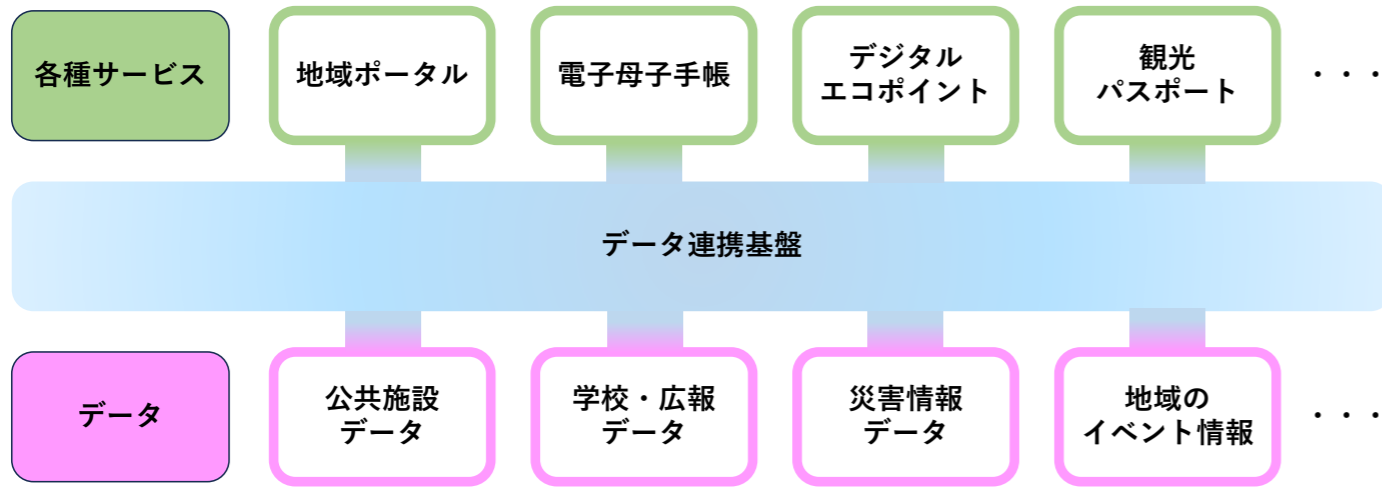 各種サービス
地域ポータル
電子母子手帳
デジタル
エコポイント
観光
パスポート
・・・
データ連携基盤
データ
公共施設
データ
学校・広報
データ
災害情報
データ
地域の
イベント情報
・・・